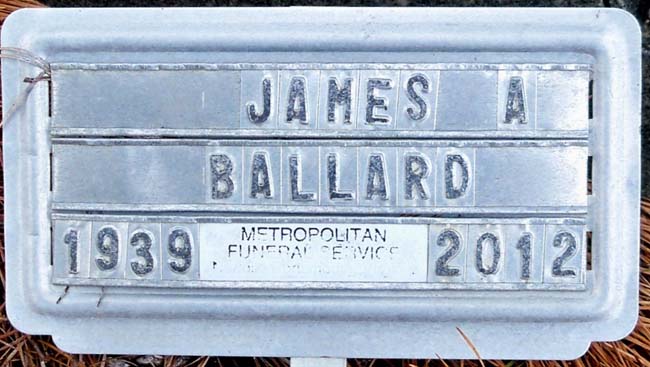 JAMES A
BALLARD
1939 METROPOLITAN 2012
FUNERAL SERVICE